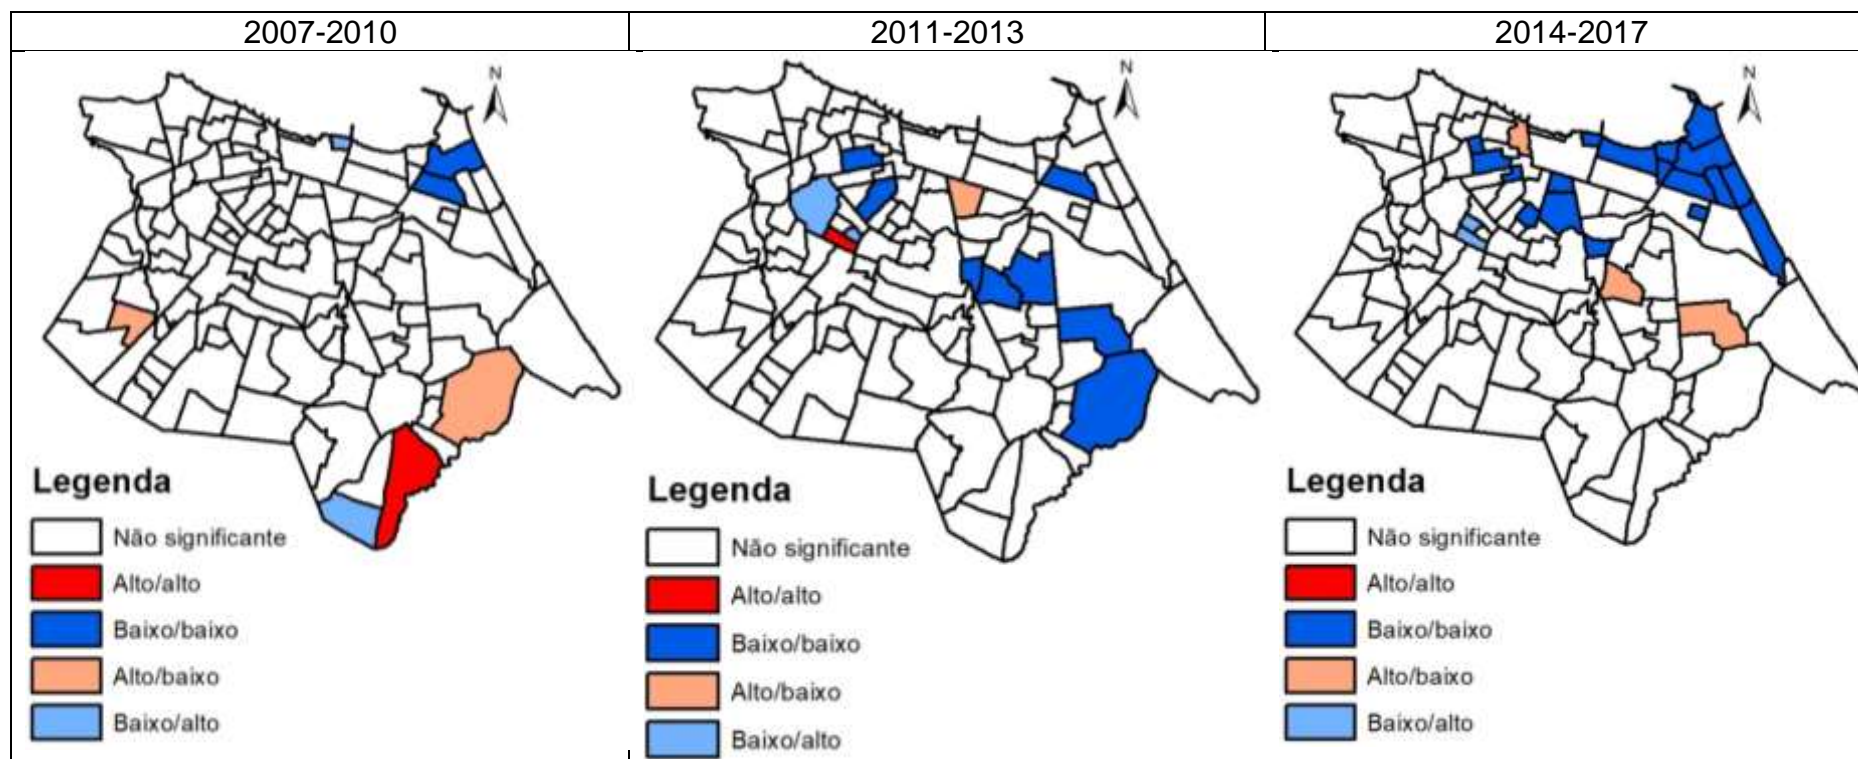 2007-2010
2011-2013
2014-2017
N
Legenda
Não significante
Alto/alto
Baixo/baixo
Alto/baixo
Baixo/alto
N
Legenda
Não significante
Alto/alto
Baixo/baixo
Alto/baixo
Baixo/alto
N
Legenda
Não significante
Alto/alto
Baixo/baixo
Alto/baixo
Baixo/alto